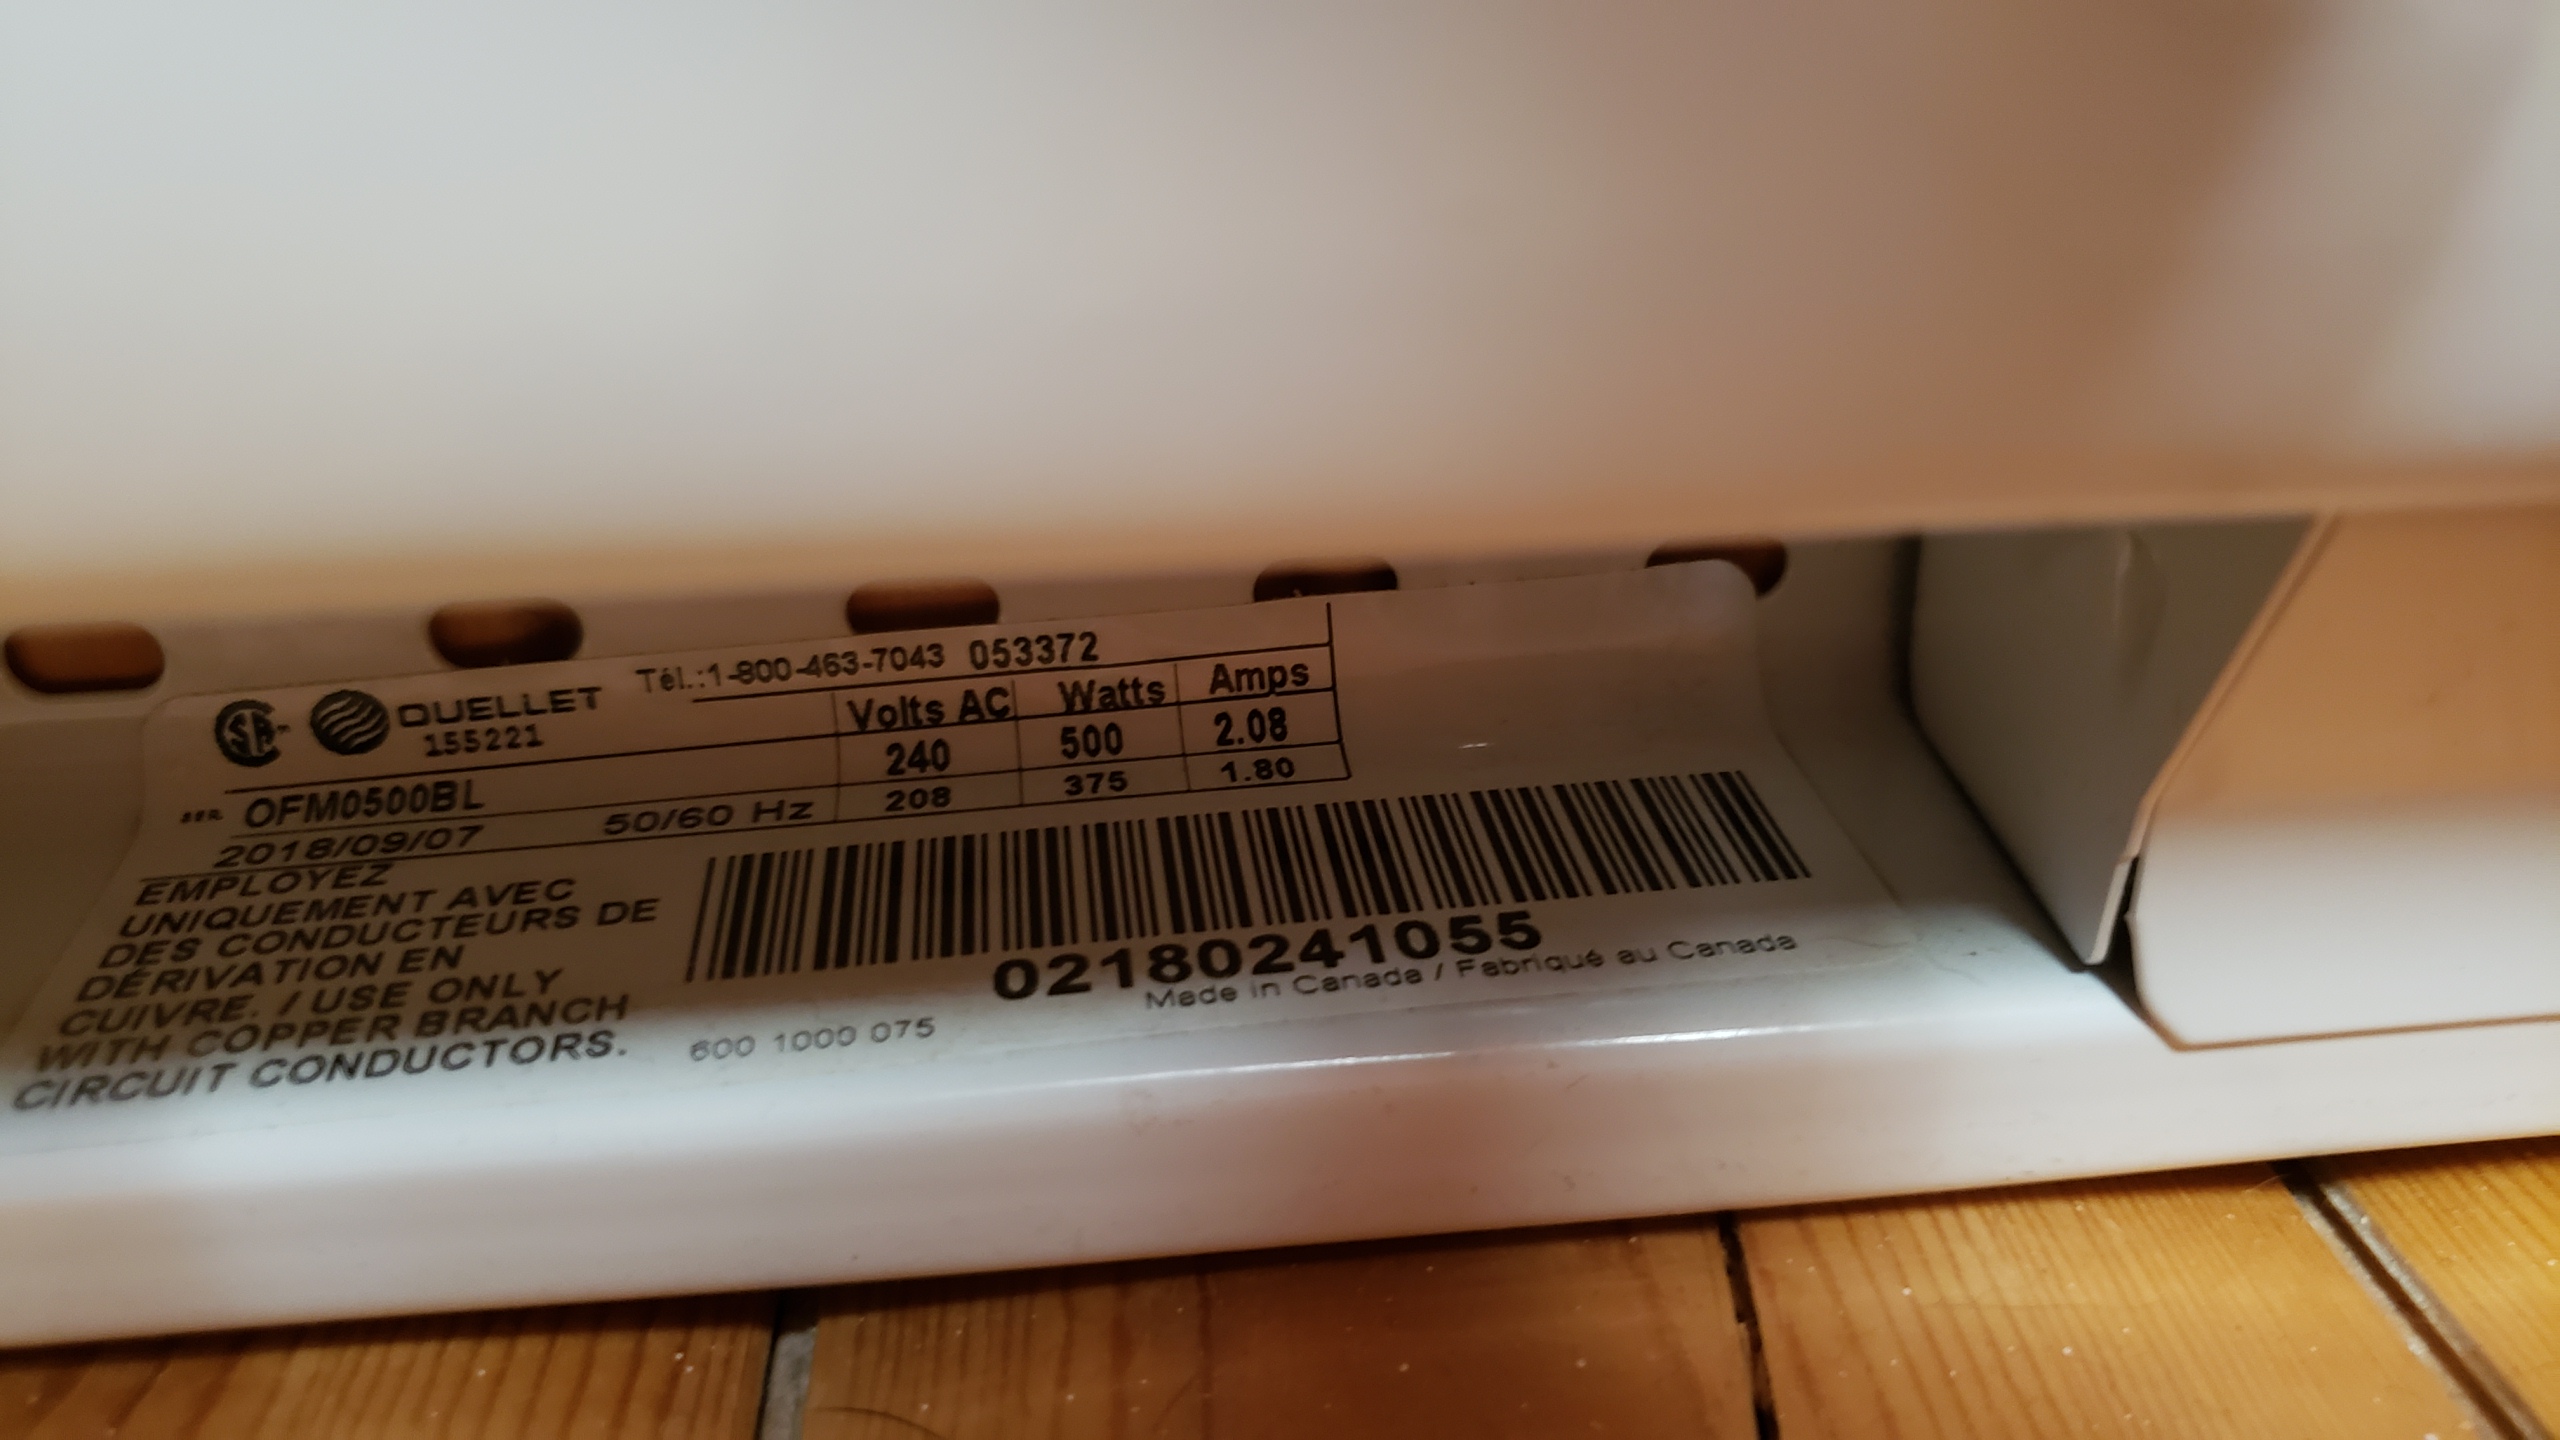 OUELLET Tél.:1-800-463-7043 053372
155221
Volts AC Watts Amps
240 500 2.08
SER. OFM0500BL
208 375 1.80
2018/09/07 50/60 Hz
EMPLOYEZ
UNIQUEMENT AVEC
DES CONDUCTEURS DE
DÉRIVATION EN
CUIVRE. / USE ONLY
WITH COPPER BRANCH
CIRCUIT CONDUCTORS.
02180241055
Made in Canada / Fabriqué au Canada
600 1000 075